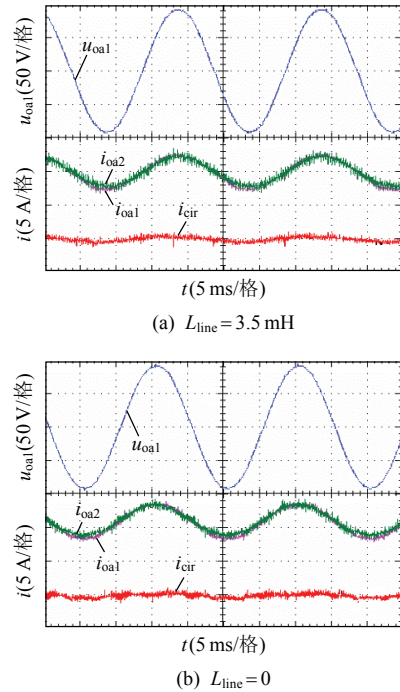 u_oa1(50 V/格)
u_oa1
i(5 A/格)
i_oa2
i_oa1
i_cir
t(5 ms/格)
(a) L_line = 3.5 mH
u_oa1(50 V/格)
u_oa1
i(5 A/格)
i_oa2
i_oa1
i_cir
t(5 ms/格)
(b) L_line = 0